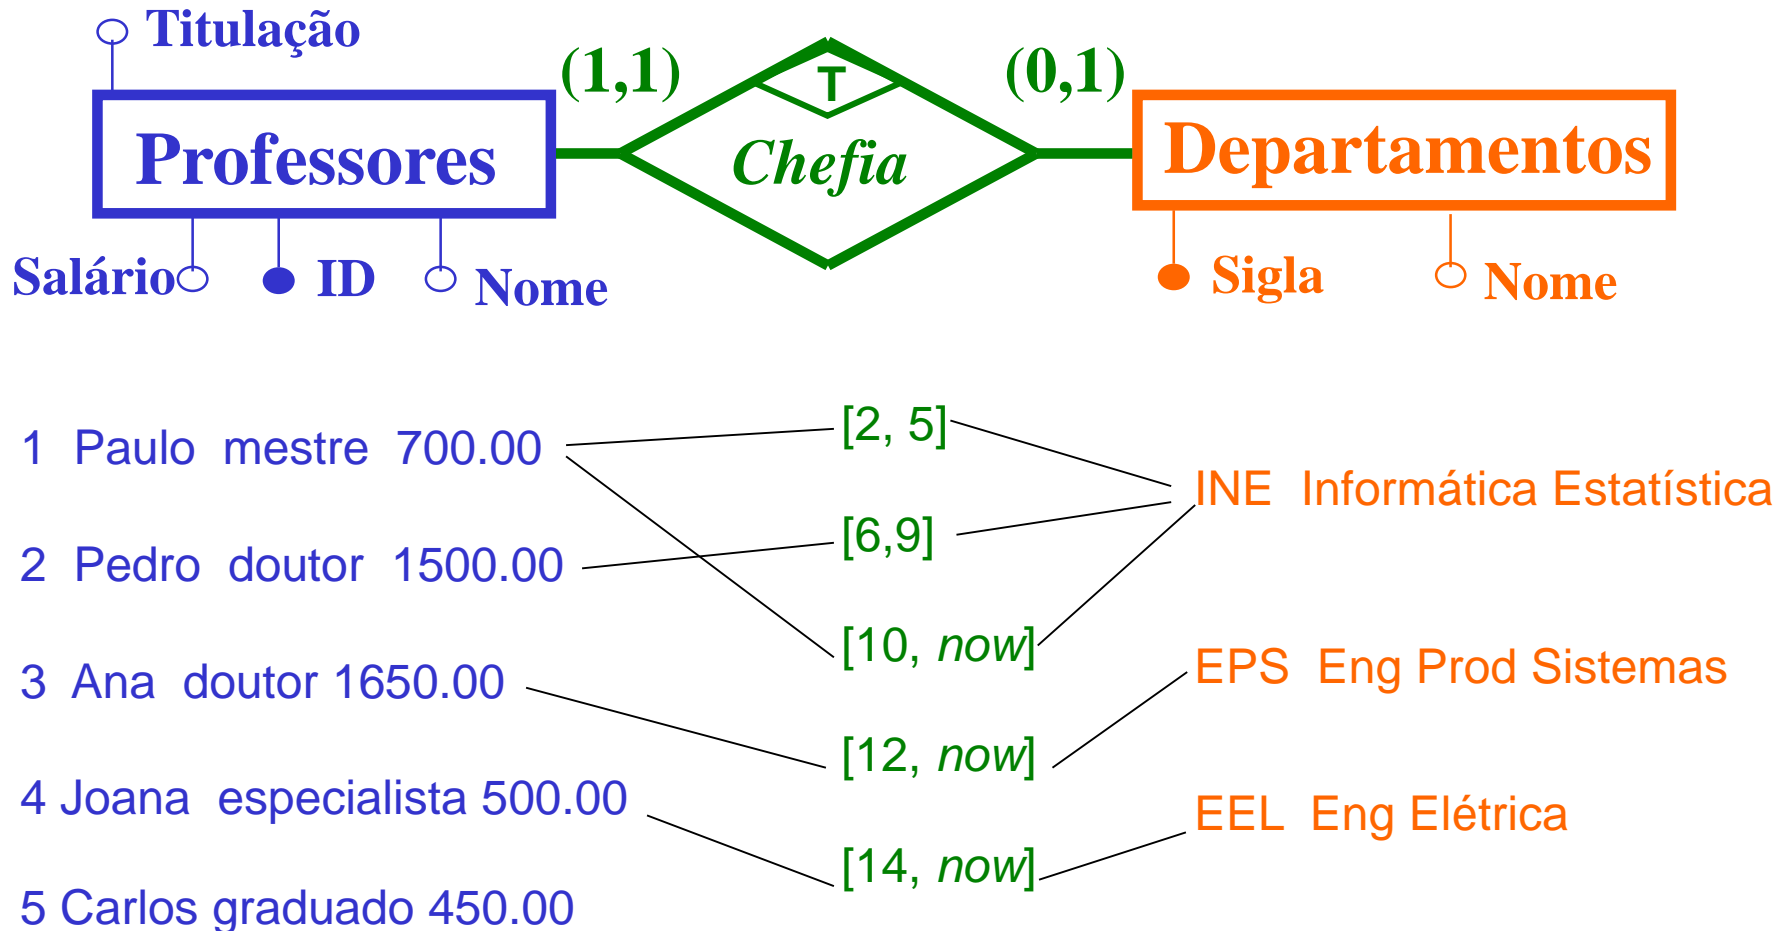 Titulação
(1,1) T (0,1)
Professores Chefia Departamentos
Salário ID Nome Sigla Nome
1 Paulo mestre 700.00
[2, 5]
INE Informática Estatística
2 Pedro doutor 1500.00
[6,9]
3 Ana doutor 1650.00
[10, now]
EPS Eng Prod Sistemas
4 Joana especialista 500.00
[12, now]
EEL Eng Elétrica
5 Carlos graduado 450.00
[14, now]